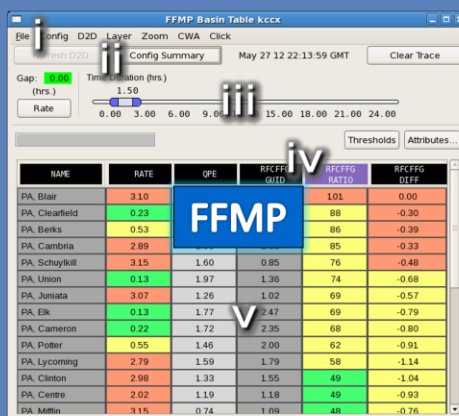 FFMP Basin Table kccx
File Config D2D Layer Zoom CWA Click
i
Refresh D2D Config Summary May 27 12 22:13:59 GMT Clear Trace
ii
Gap: 0.00 Time Duration (hrs.)
(hrs.) 1.50
Rate 0.00 3.00 6.00 9.00 15.00 18.00 21.00 24.00
iii
Thresholds Attributes...
iv
NAME RATE QPE RFCFFG GUID RFCFFG RATIO RFCFFG DIFF
PA, Blair 3.10 101 0.00
PA, Clearfield 0.23 88 -0.30
PA, Berks 0.53 86 -0.39
FFMP
PA, Cambria 2.89 85 -0.33
PA, Schuylkill 3.15 1.60 0.85 76 -0.48
PA, Union 0.13 1.97 1.36 74 -0.68
PA, Juniata 3.07 1.26 1.02 69 -0.57
PA, Elk 0.13 1.77 2.47 69 -0.79
v
PA, Cameron 0.22 1.72 2.35 68 -0.80
PA, Potter 0.55 1.46 2.00 62 -0.91
PA, Lycoming 2.79 1.59 1.79 58 -1.14
PA, Clinton 2.98 1.33 1.55 49 -1.04
PA, Centre 2.02 1.19 1.18 49 -0.93
PA, Mifflin 3.15 0.74 1.09 48 -0.76